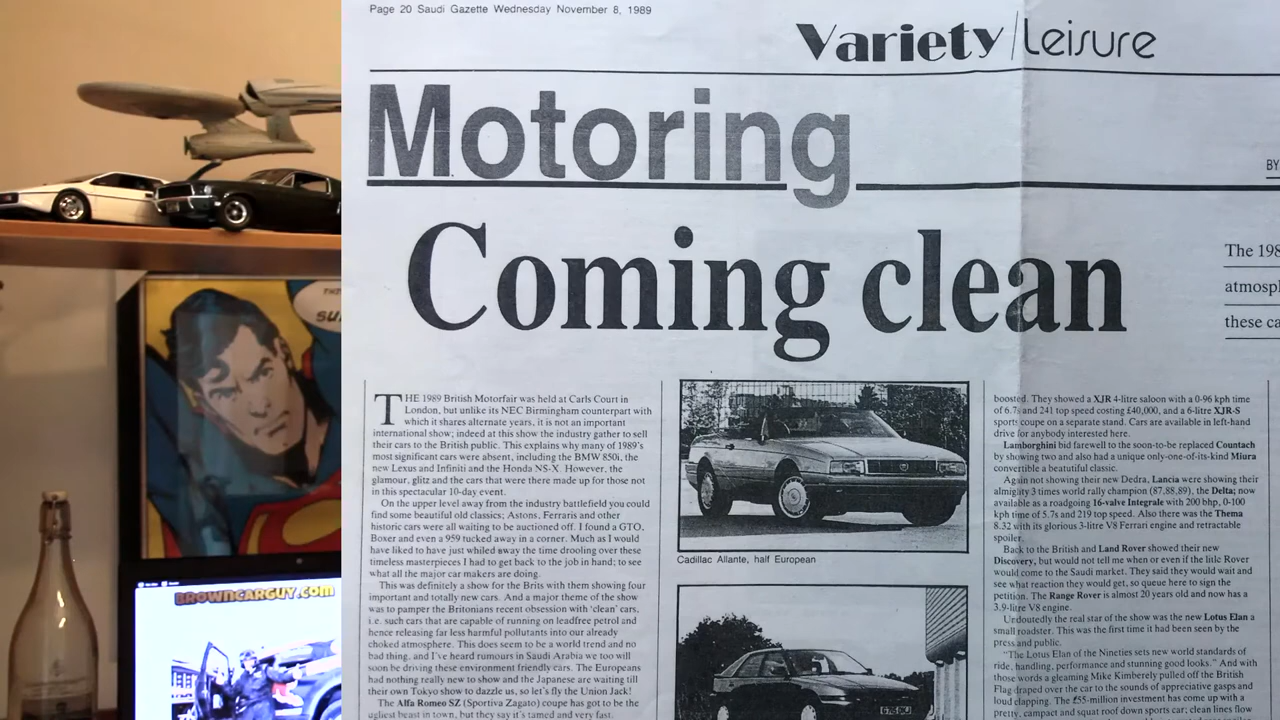 Page 20 Saudi Gazette Wednesday November 8, 1989
Variety/Leisure
Motoring
BY
Coming clean
The 198
atmosph
these ca
THE 1989 British Motorfair was held at Carls Court in
London, but unlike its NEC Birmingham counterpart with
which it shares alternate years, it is not an important
international show; indeed at this show the industry gather to sell
their cars to the British public. This explains why many of 1989's
most significant cars were absent, including the BMW 850i, the
new Lexus and Infiniti and the Honda NS-X. However, the
glamour, glitz and the cars that were there made up for those not
in this spectacular 10-day event.
On the upper level away from the industry battlefield you could
find some beautiful old classics; Astons, Ferraris and other
historic cars were all waiting to be auctioned off. I found a GTO,
Boxer and even a 959 tucked away in a corner. Much as I would
have liked to have just whiled away the time drooling over these
timeless masterpieces I had to get back to the job in hand; to see
what all the major car makers are doing.
This was definitely a show for the Brits with them showing four
important and totally new cars. And a major theme of the show
was to pamper the Britonians recent obsession with 'clean' cars,
i.e. such cars that are capable of running on leadfree petrol and
hence releasing far less harmful pollutants into our already
choked atmosphere. This does seem to be a world trend and no
bad thing, and I've heard rumours in Saudi Arabia we too will
soon be driving these environment friendly cars. The Europeans
had nothing really new to show and the Japanese are waiting till
their own Tokyo show to dazzle us, so let's fly the Union Jack!
The Alfa Romeo SZ (Sportiva Zagato) coupe has got to be the
ugliest beast in town, but they say it's tamed and very fast.
Cadillac Allante, half European
boosted. They showed a XJR 4-litre saloon with a 0-96 kph time
of 6.7s and 241 top speed costing £40,000, and a 6-litre XJR-S
sports coupe on a separate stand. Cars are available in left-hand
drive for anybody interested here.
Lamborghini bid farewell to the soon-to-be replaced Countach
by showing two and also had a unique only-one-of-its-kind Miura
convertible a beatutiful classic.
Again not showing their new Dedra, Lancia were showing their
almighty 3 times world rally champion (87,88,89), the Delta; now
available as a roadgoing 16-valve Integrale with 200 bhp, 0-100
kph time of 5.7s and 219 top speed. Also there was the Thema
8.32 with its glorious 3-litre V8 Ferrari engine and retractable
spoiler.
Back to the British and Land Rover showed their new
Discovery, but would not tell me when or even if the litlc Rover
would come to the Saudi market. They said they would wait and
see what reaction they would get, so queue here to sign the
petition. The Range Rover is almost 20 years old and now has a
3.9-litre V8 engine.
Undoutedly the real star of the show was the new Lotus Elan a
small roadster. This was the first time it had been seen by the
press and public.
"The Lotus Elan of the Nineties sets new world standards of
ride, handling, performance and stunning good looks." And with
those words a gleaming Mike Kimberely pulled off the British
Flag draped over the car to the sounds of appreciative gasps and
loud clapping. The £55-million investment has come up with a
pretty, campact and squat roof down sports car; clean lines flow
BROWNCARGUY.com